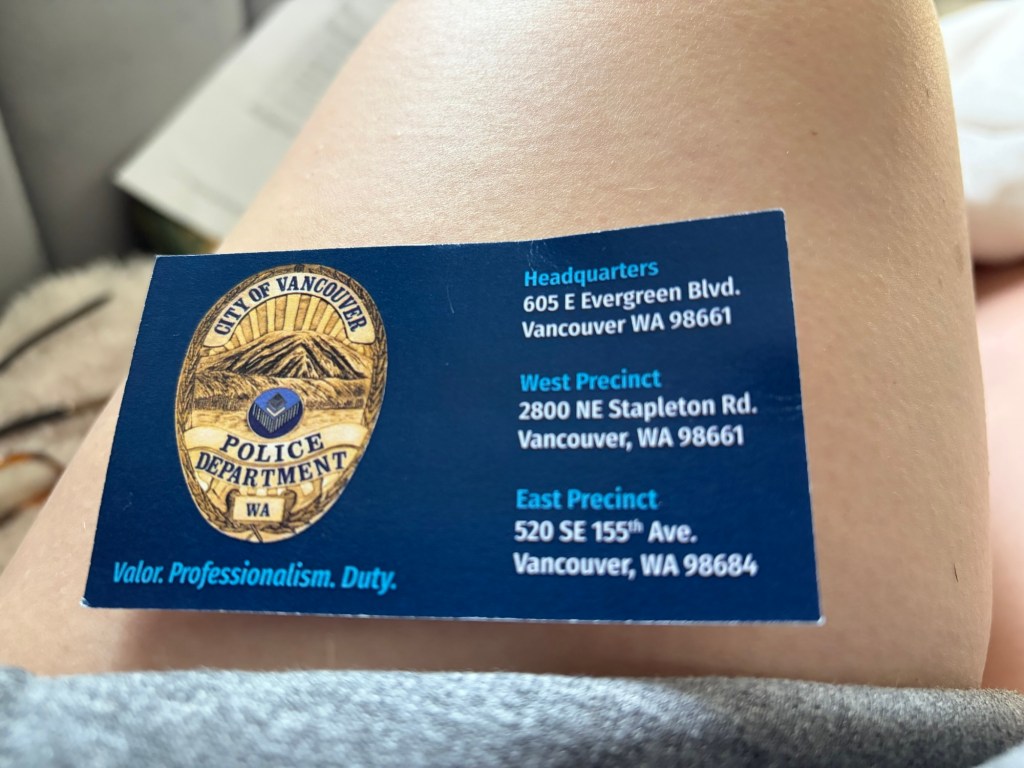 CITY OF VANCOUVER
POLICE
DEPARTMENT
WA
Valor. Professionalism. Duty.
Headquarters
605 E Evergreen Blvd.
Vancouver WA 98661
West Precinct
2800 NE Stapleton Rd.
Vancouver, WA 98661
East Precinct
520 SE 155th Ave.
Vancouver, WA 98684